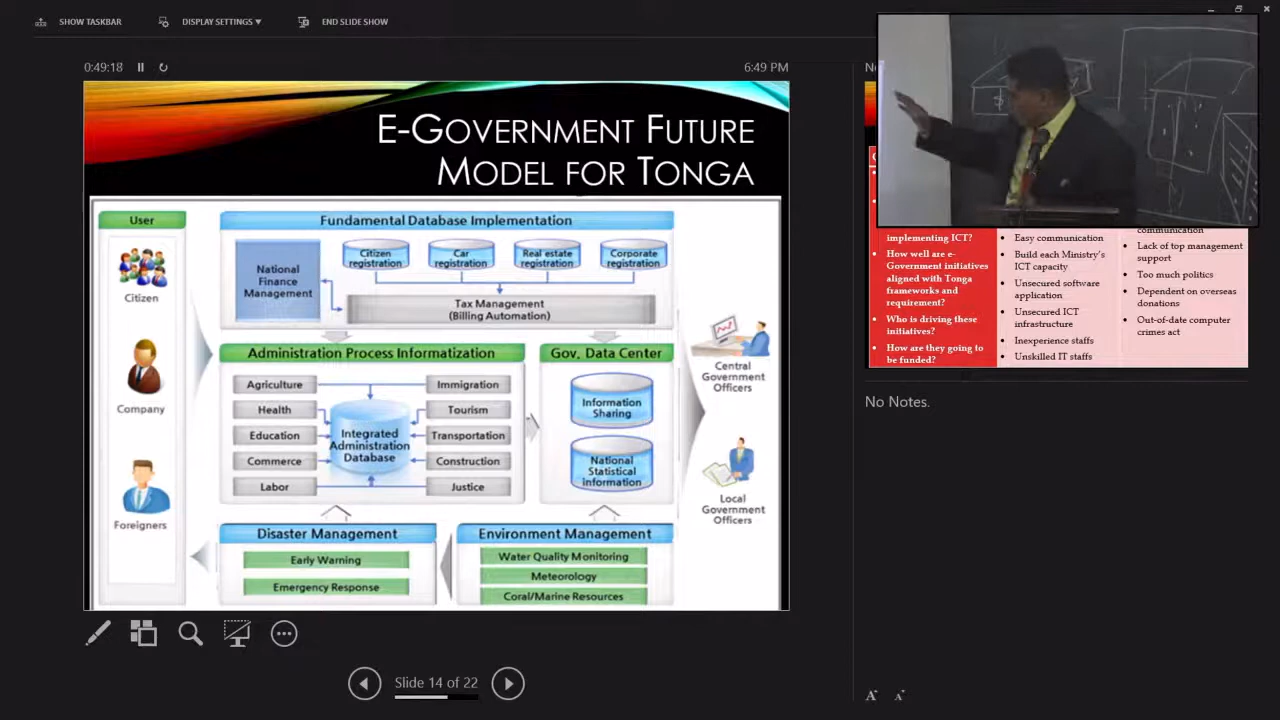 SHOW TASKBAR
DISPLAY SETTINGS ▼
END SLIDE SHOW
0:49:18
6:49 PM
E-GOVERNMENT FUTURE
MODEL FOR TONGA
User
Citizen
Company
Foreigners
Fundamental Database Implementation
National
Finance
Management
Citizen
registration
Car
registration
Real estate
registration
Corporate
registration
Tax Management
(Billing Automation)
Administration Process Informatization
Agriculture
Health
Education
Commerce
Labor
Integrated
Administration
Database
Immigration
Tourism
Transportation
Construction
Justice
Gov. Data Center
Information
Sharing
National
Statistical
Information
Central
Government
Officers
Local
Government
Officers
Disaster Management
Early Warning
Emergency Response
Environment Management
Water Quality Monitoring
Meteorology
Coral/Marine Resources
Slide 14 of 22
implementing ICT?
• How well are e-
Government initiatives
aligned with Tonga
frameworks and
requirement?
• Who is driving these
initiatives?
• How are they going to
be funded?
• Easy communication
• Build each Ministry's
ICT capacity
• Unsecured software
application
• Unsecured ICT
infrastructure
• Inexperience staffs
• Unskilled IT staffs
communication
• Lack of top management
support
• Too much politics
• Dependent on overseas
donations
• Out-of-date computer
crimes act
No Notes.
A A